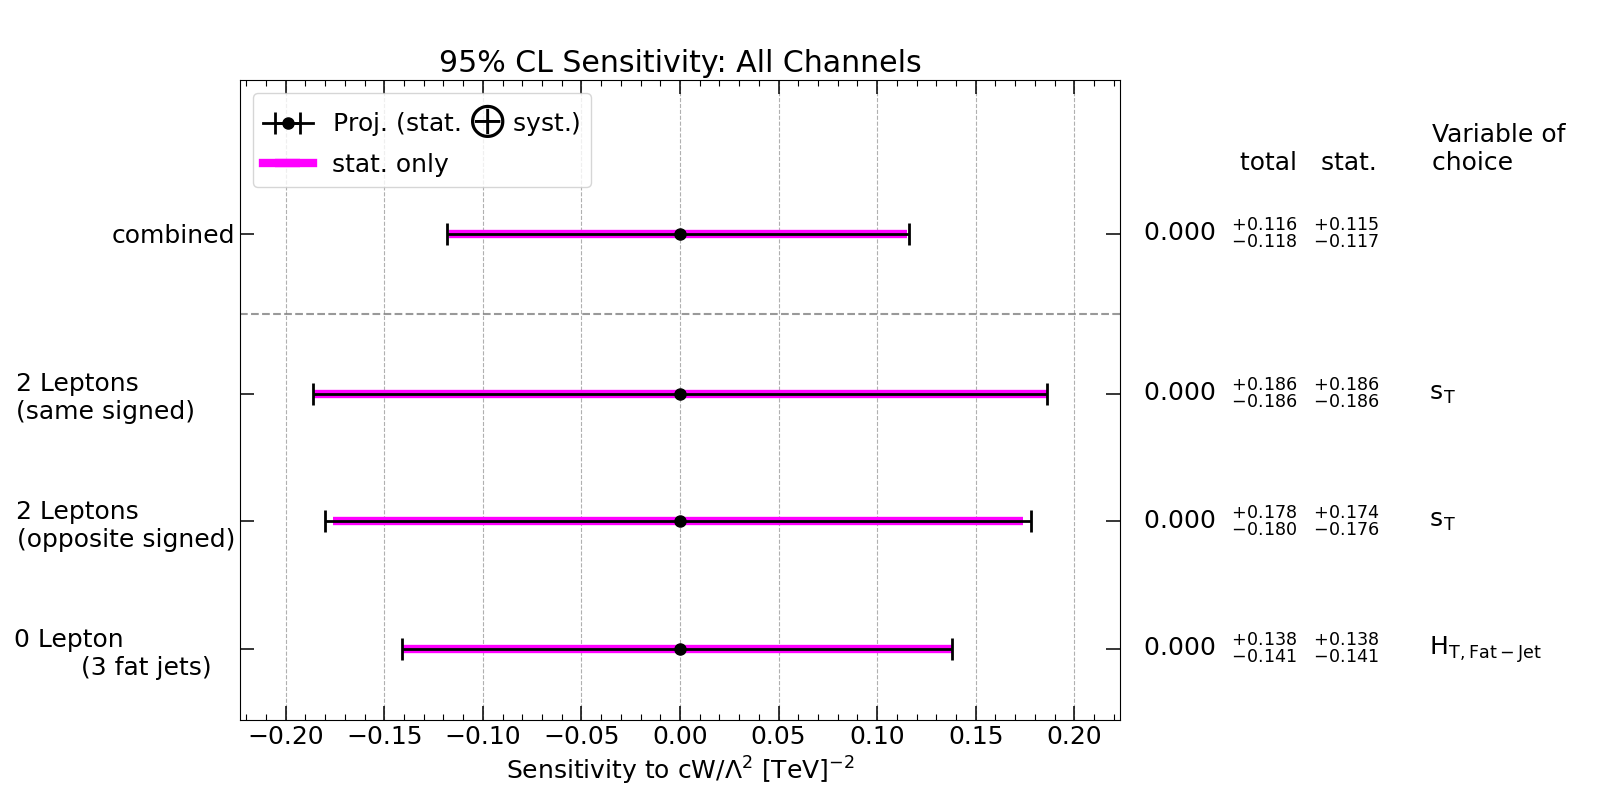 95% CL Sensitivity: All Channels
Proj. (stat. ⊕ syst.)
stat. only
Variable of
choice
total stat.
combined 0.000 +0.116 −0.118 +0.115 −0.117
2 Leptons
(same signed) 0.000 +0.186 −0.186 +0.186 −0.186 s_T
2 Leptons
(opposite signed) 0.000 +0.178 −0.180 +0.174 −0.176 s_T
0 Lepton
(3 fat jets) 0.000 +0.138 −0.141 +0.138 −0.141 H_T, Fat−Jet
−0.20 −0.15 −0.10 −0.05 0.00 0.05 0.10 0.15 0.20
Sensitivity to cW/Λ² [TeV]⁻²